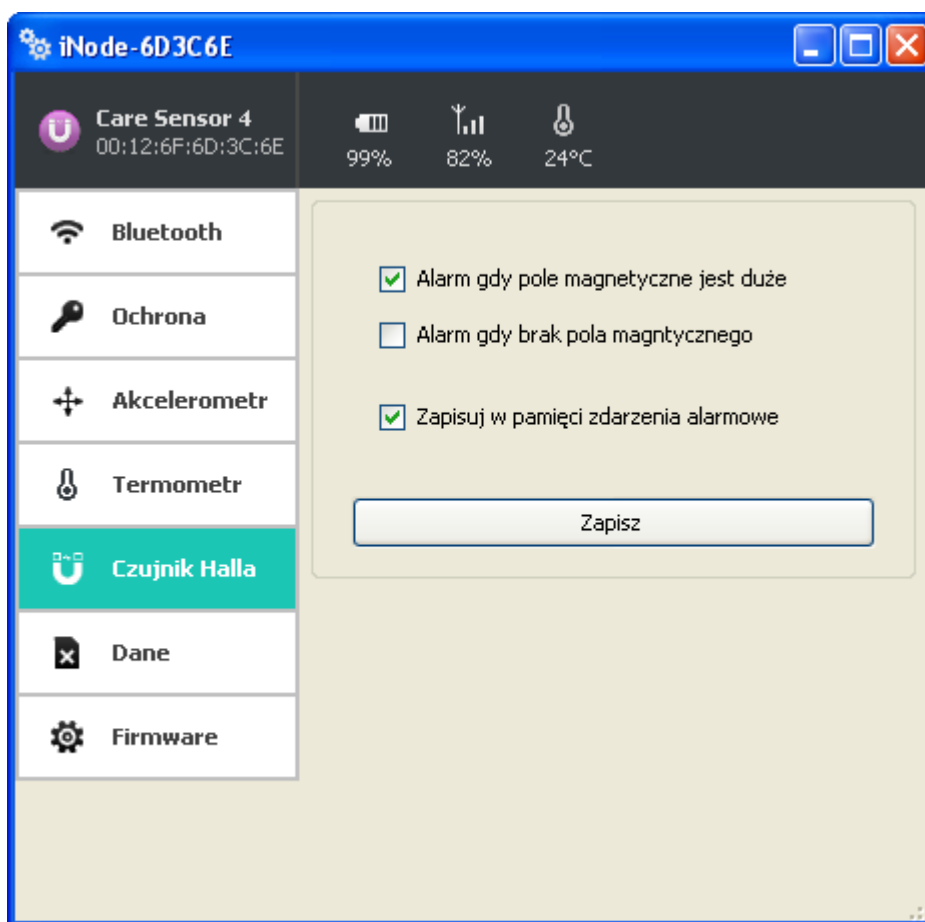 iNode-6D3C6E
Care Sensor 4
00:12:6F:6D:3C:6E
99%
82%
24°C
Bluetooth
Ochrona
Akcelerometr
Termometr
Czujnik Halla
Dane
Firmware
Alarm gdy pole magnetyczne jest duże
Alarm gdy brak pola magntycznego
Zapisuj w pamięci zdarzenia alarmowe
Zapisz